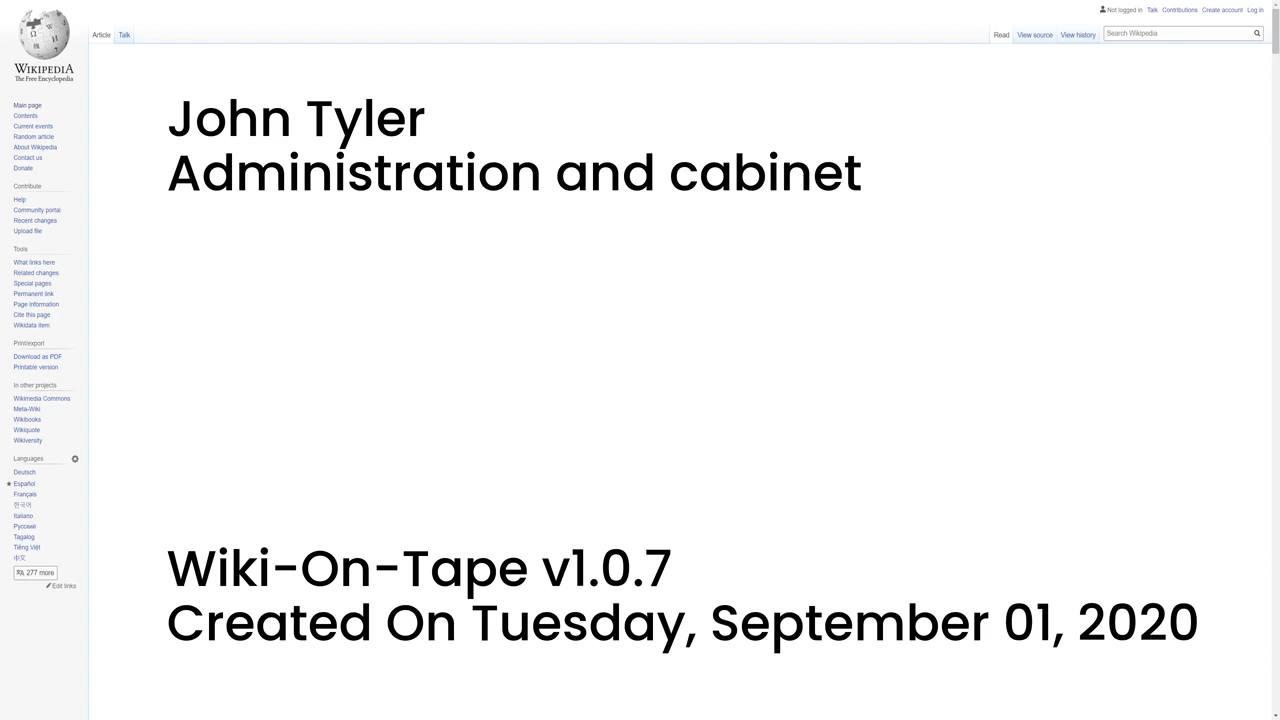 Not logged in Talk Contributions Create account Log in
Article Talk Read View source View history Search Wikipedia
WIKIPEDIA
The Free Encyclopedia
Main page
Contents
Current events
Random article
About Wikipedia
Contact us
Donate
Contribute
Help
Community portal
Recent changes
Upload file
Tools
What links here
Related changes
Special pages
Permanent link
Page information
Cite this page
Wikidata item
Print/export
Download as PDF
Printable version
In other projects
Wikimedia Commons
Meta-Wiki
Wikibooks
Wikiquote
Wikiversity
Languages
Deutsch
Español
Français
한국어
Italiano
Русский
Tagalog
Tiếng Việt
中文
277 more
Edit links
John Tyler
Administration and cabinet
Wiki-On-Tape v1.0.7
Created On Tuesday, September 01, 2020